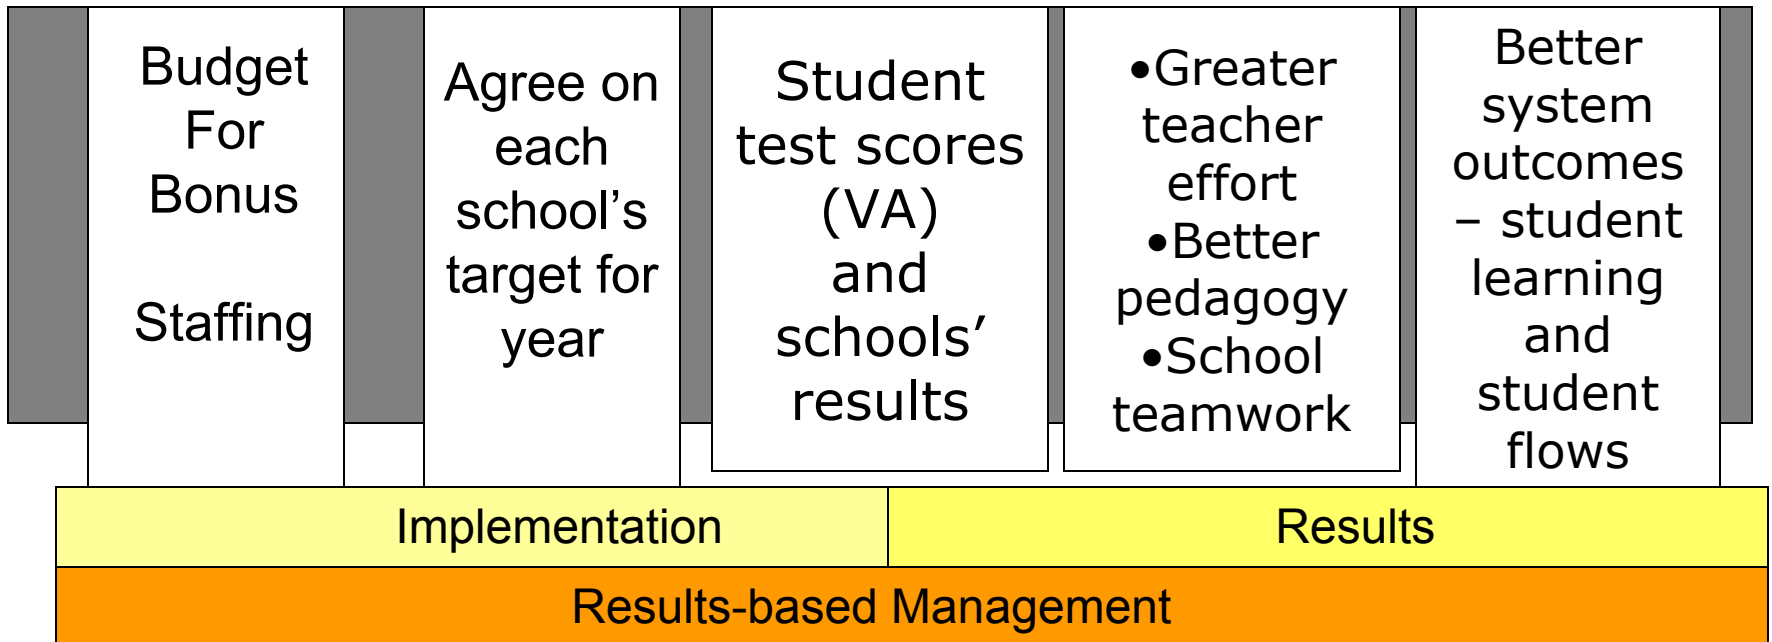 Budget
For
Bonus
Staffing
Agree on
each
school’s
target for
year
Student
test scores
(VA)
and
schools’
results
•Greater
teacher
effort
•Better
pedagogy
•School
teamwork
Better
system
outcomes
– student
learning
and
student
flows
Implementation
Results
Results-based Management